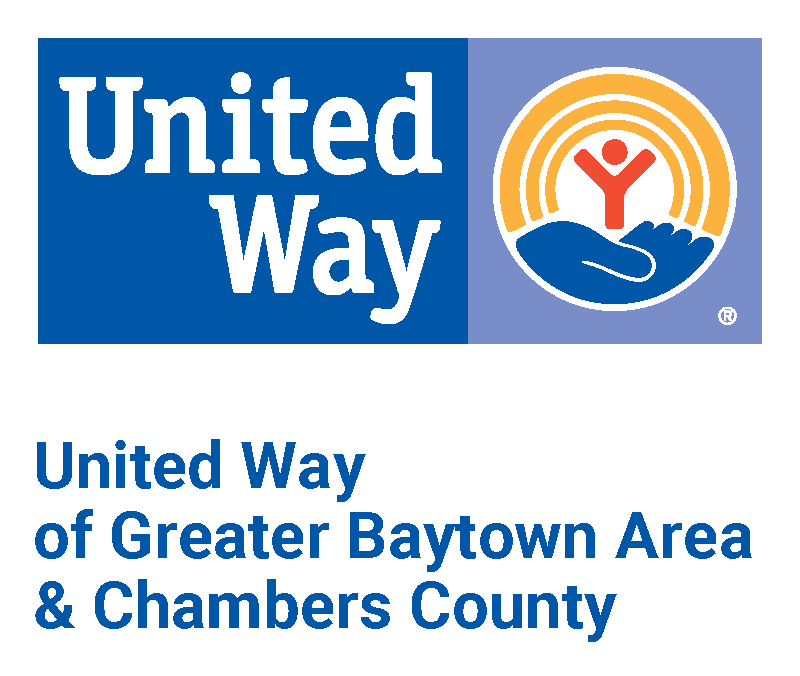 United
Way
®
United Way
of Greater Baytown Area
& Chambers County